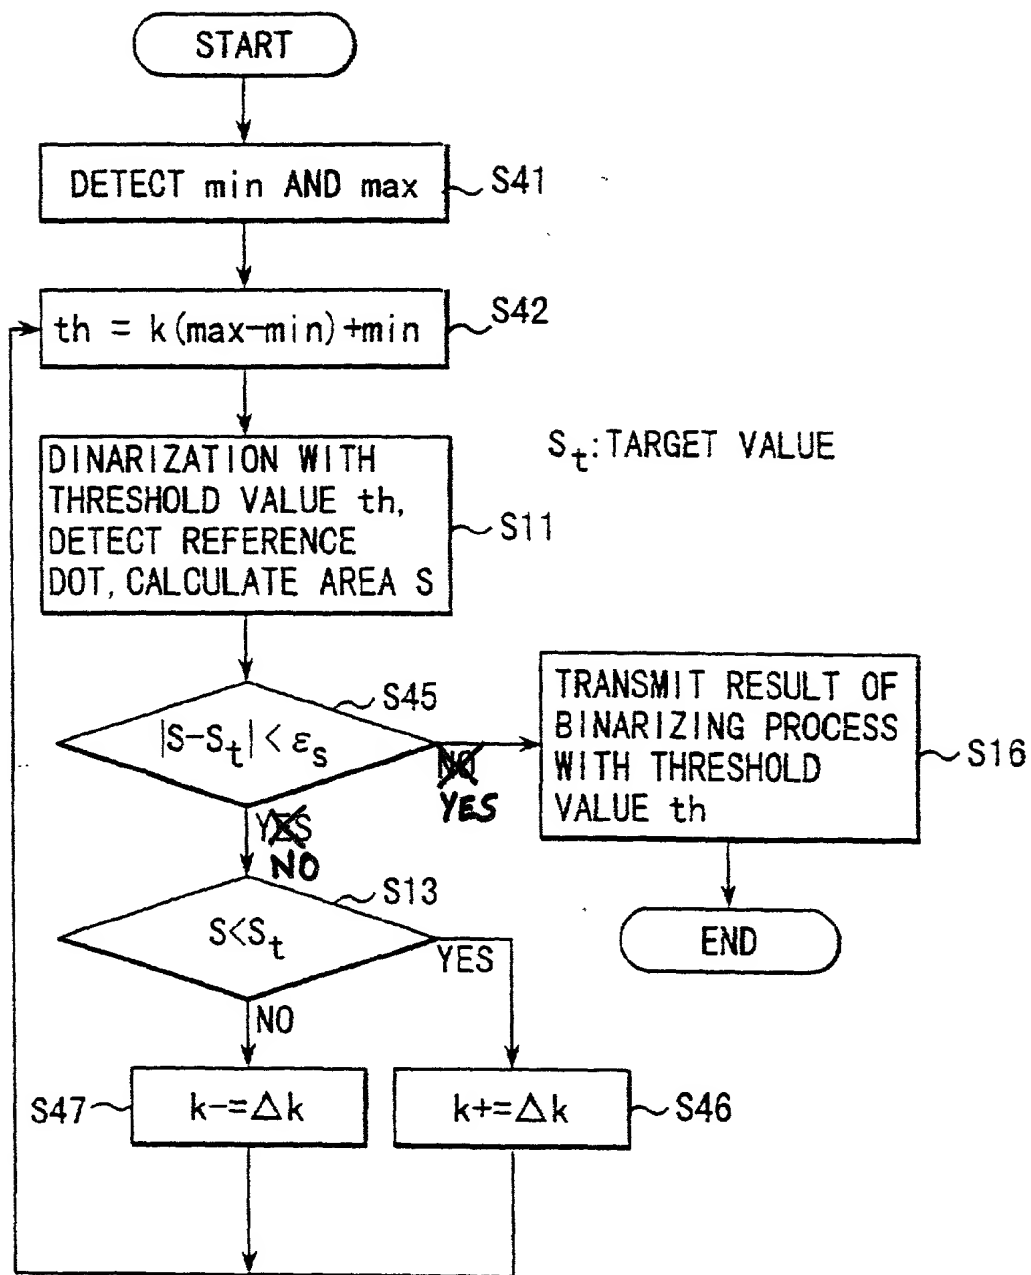 START
DETECT min AND max
S41
th = k(max-min)+min
S42
DINARIZATION WITH
THRESHOLD VALUE th,
DETECT REFERENCE
DOT, CALCULATE AREA S
S11
St:TARGET VALUE
|S-St| < εs
S45
NO
YES
YES
NO
TRANSMIT RESULT OF
BINARIZING PROCESS
WITH THRESHOLD
VALUE th
S16
END
S<St
S13
YES
NO
k-=Δk
S47
k+=Δk
S46